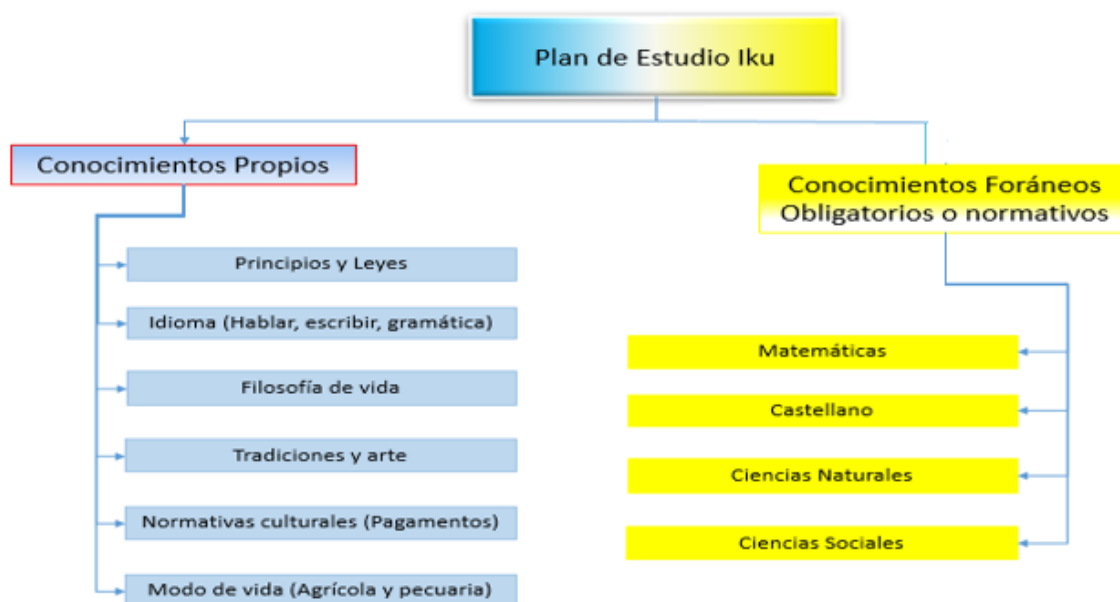 Plan de Estudio Iku
Conocimientos Propios
Principios y Leyes
Idioma (Hablar, escribir, gramática)
Filosofía de vida
Tradiciones y arte
Normativas culturales (Pagamentos)
Modo de vida (Agrícola y pecuaria)
Conocimientos Foráneos
Obligatorios o normativos
Matemáticas
Castellano
Ciencias Naturales
Ciencias Sociales